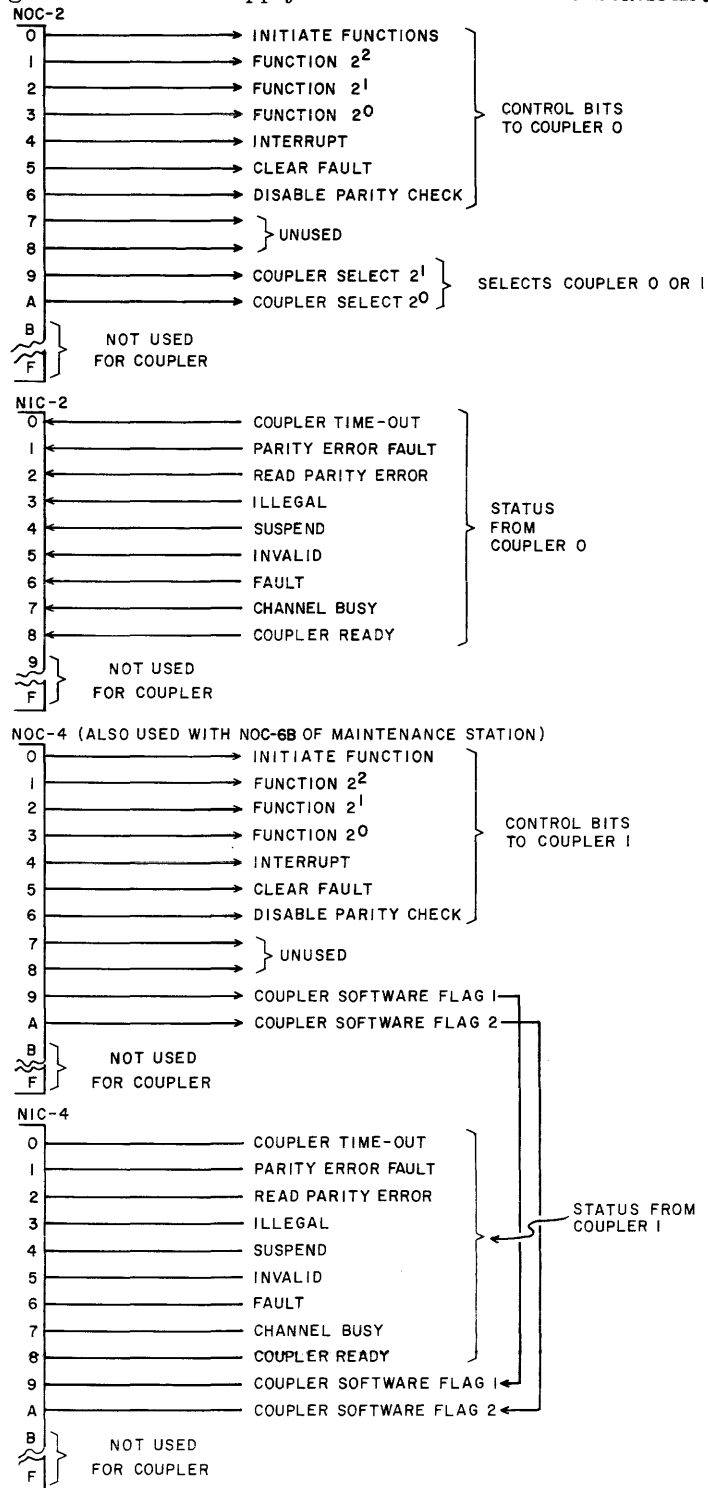 NOC-2
0 INITIATE FUNCTIONS
1 FUNCTION 2²
2 FUNCTION 2¹
3 FUNCTION 2⁰
4 INTERRUPT
5 CLEAR FAULT
6 DISABLE PARITY CHECK
CONTROL BITS
TO COUPLER 0
7
8
UNUSED
9 COUPLER SELECT 2¹
A COUPLER SELECT 2⁰
SELECTS COUPLER 0 OR 1
B
F
NOT USED
FOR COUPLER
NIC-2
0 COUPLER TIME-OUT
1 PARITY ERROR FAULT
2 READ PARITY ERROR
3 ILLEGAL
4 SUSPEND
5 INVALID
6 FAULT
7 CHANNEL BUSY
8 COUPLER READY
STATUS
FROM
COUPLER 0
9
F
NOT USED
FOR COUPLER
NOC-4 (ALSO USED WITH NOC-6B OF MAINTENANCE STATION)
0 INITIATE FUNCTION
1 FUNCTION 2²
2 FUNCTION 2¹
3 FUNCTION 2⁰
4 INTERRUPT
5 CLEAR FAULT
6 DISABLE PARITY CHECK
CONTROL BITS
TO COUPLER 1
7
8
UNUSED
9 COUPLER SOFTWARE FLAG 1
A COUPLER SOFTWARE FLAG 2
B
F
NOT USED
FOR COUPLER
NIC-4
0 COUPLER TIME-OUT
1 PARITY ERROR FAULT
2 READ PARITY ERROR
3 ILLEGAL
4 SUSPEND
5 INVALID
6 FAULT
7 CHANNEL BUSY
8 COUPLER READY
STATUS FROM
COUPLER 1
9 COUPLER SOFTWARE FLAG 1
A COUPLER SOFTWARE FLAG 2
B
F
NOT USED
FOR COUPLER